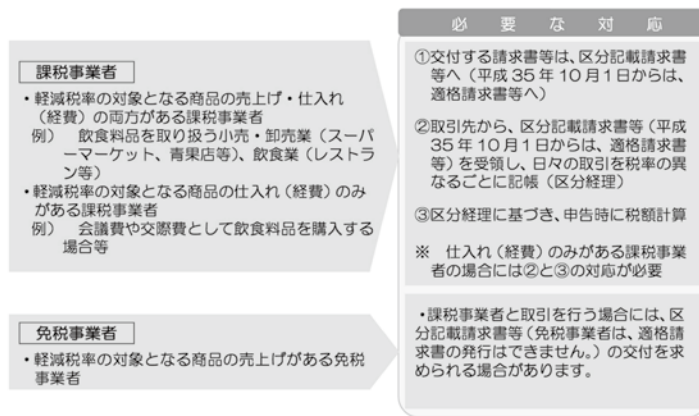 必要な対応
課税事業者
・軽減税率の対象となる商品の売上げ・仕入れ
（経費）の両方がある課税事業者
例） 飲食料品を取り扱う小売・卸売業（スーパ
ーマーケット、青果店等）、飲食業（レストラ
ン等）
・軽減税率の対象となる商品の仕入れ（経費）のみ
がある課税事業者
例） 会議費や交際費として飲食料品を購入する
場合等
①交付する請求書等は、区分記載請求書
等へ（平成 35 年 10 月１日からは、
適格請求書等へ）
②取引先から、区分記載請求書等（平成
35 年 10 月１日からは、適格請求書
等）を受領し、日々の取引を税率の異
なるごとに記帳（区分経理）
③区分経理に基づき、申告時に税額計算
※ 仕入れ（経費）のみがある課税事業
者の場合には②と③の対応が必要
免税事業者
・軽減税率の対象となる商品の売上げがある免税
事業者
・課税事業者と取引を行う場合には、区
分記載請求書等（免税事業者は、適格請
求書の発行はできません。）の交付を求
められる場合があります。